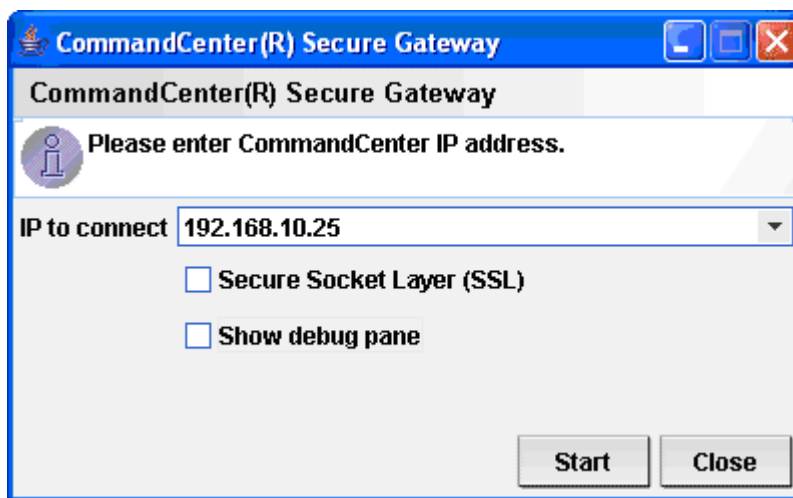 CommandCenter(R) Secure Gateway
CommandCenter(R) Secure Gateway
Please enter CommandCenter IP address.
IP to connect 192.168.10.25
Secure Socket Layer (SSL)
Show debug pane
Start Close